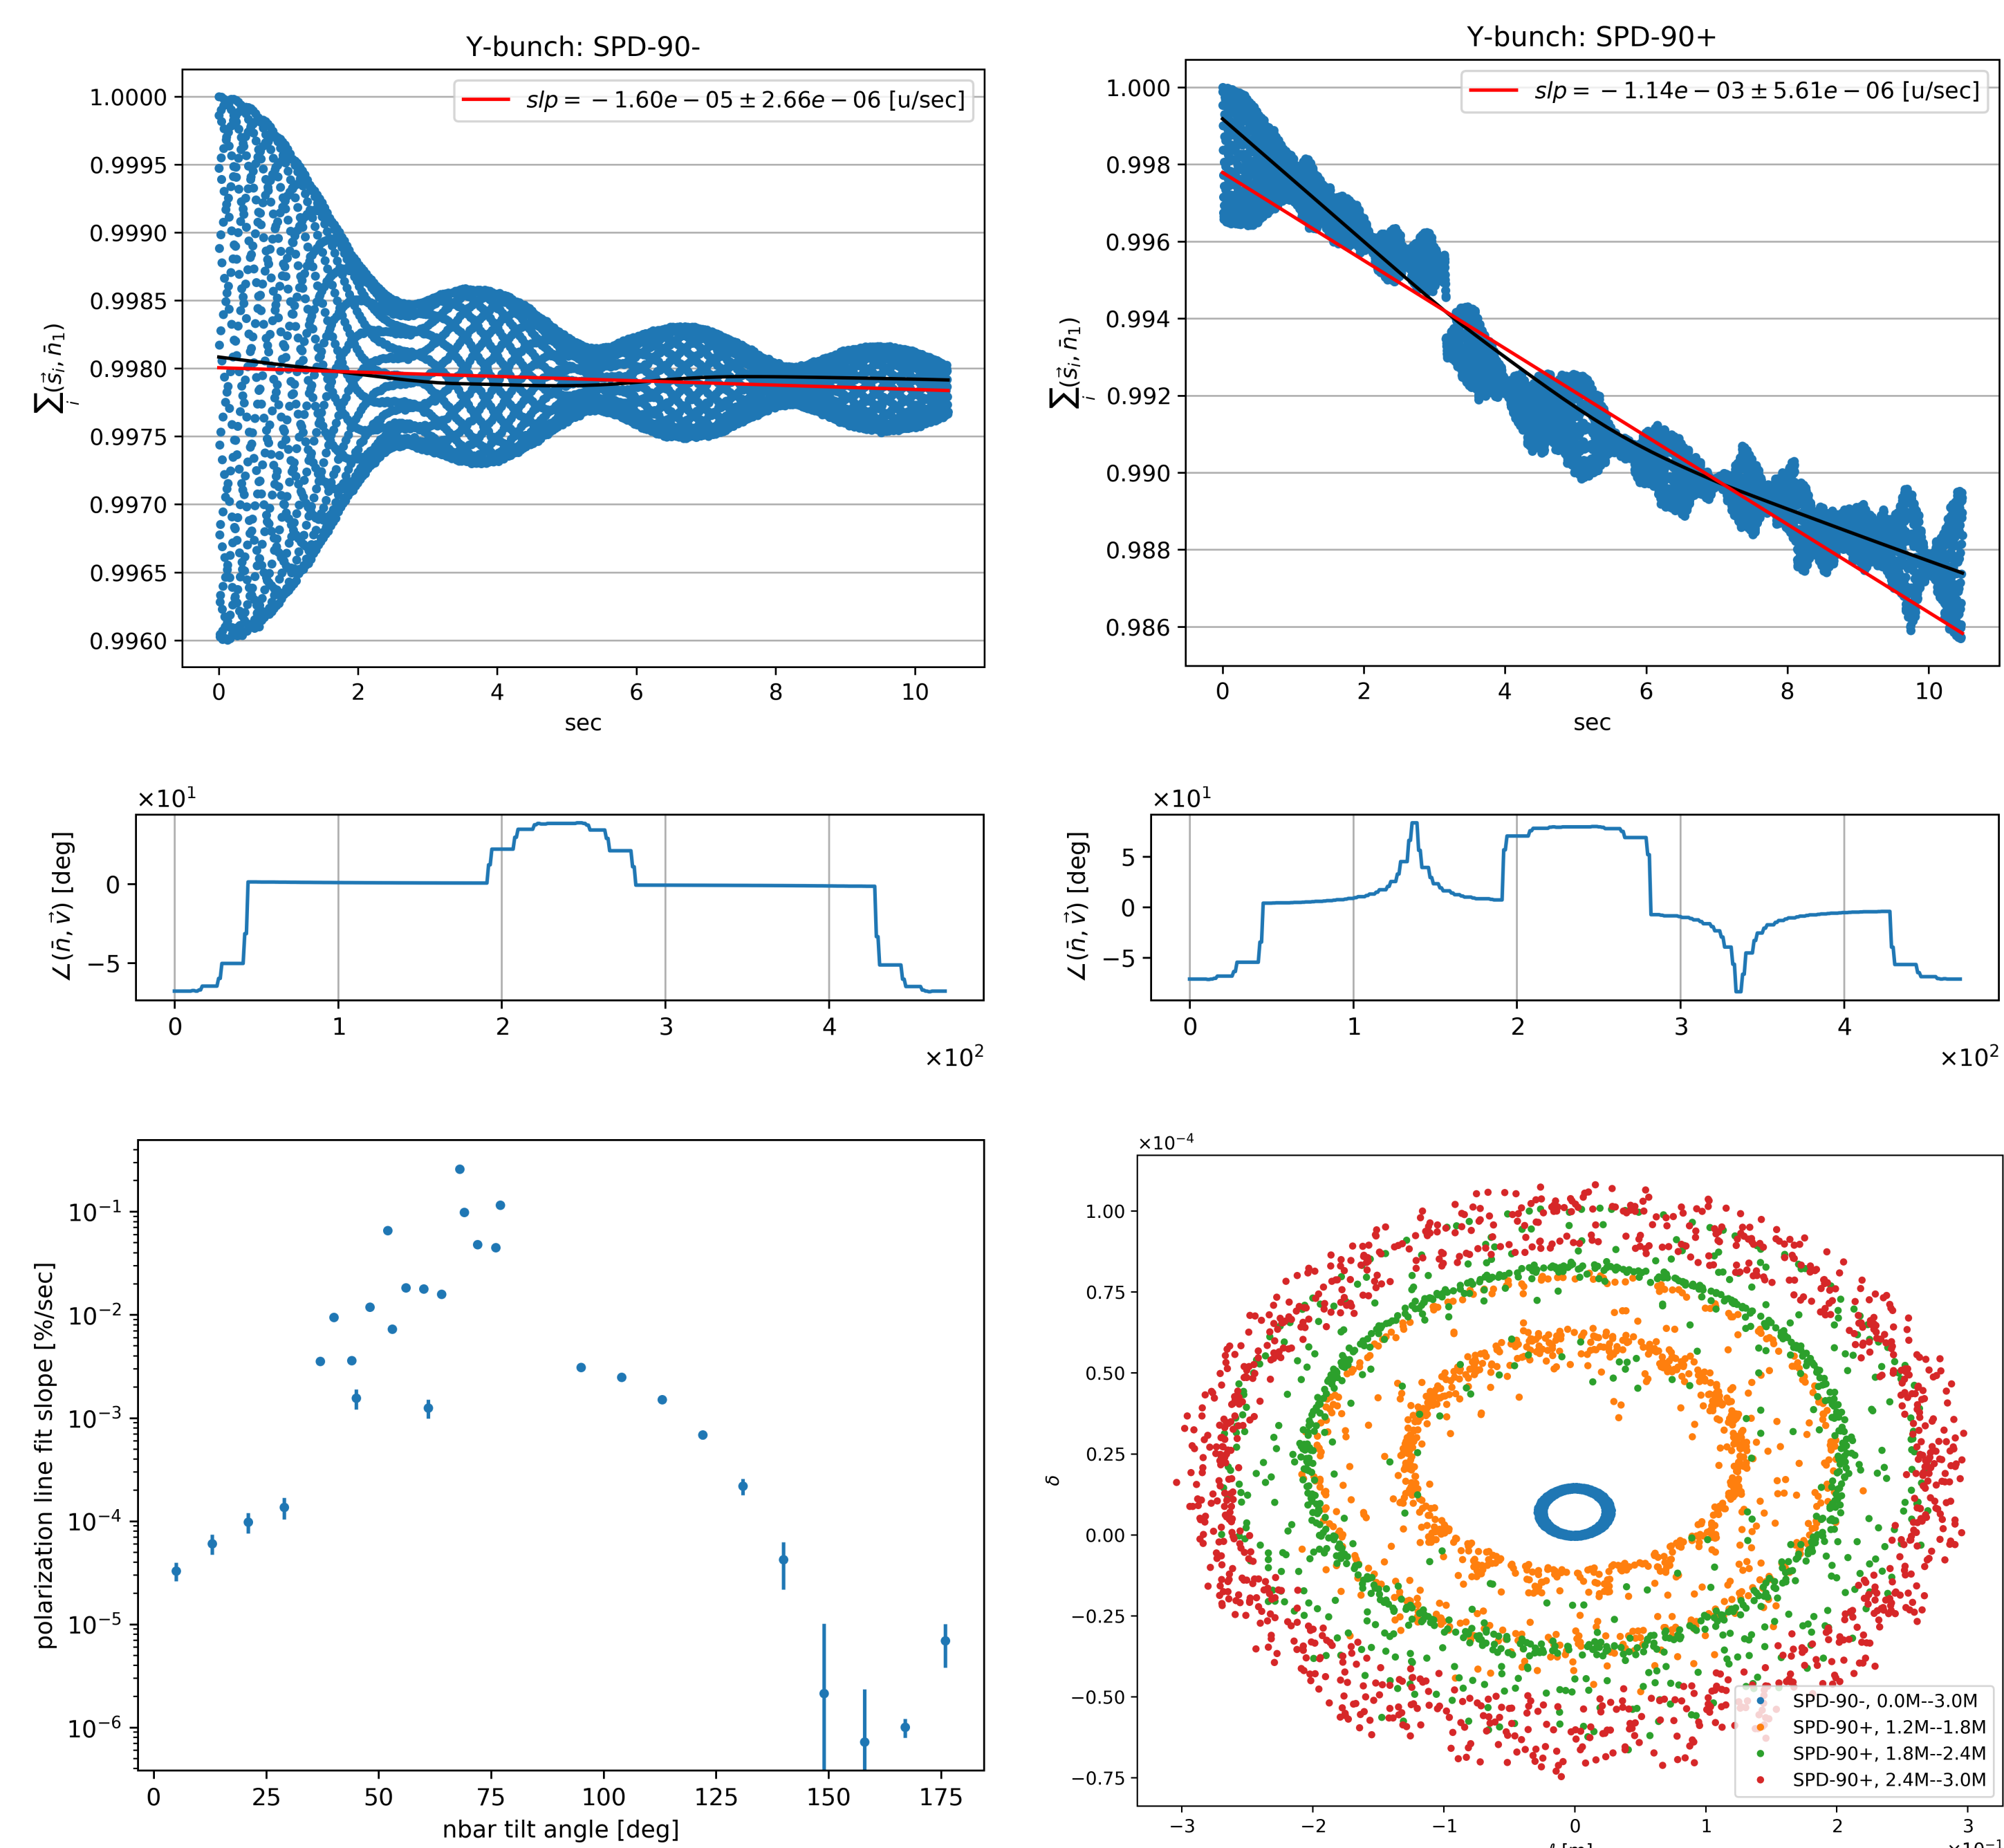 Y-bunch: SPD-90-
slp = −1.60e − 05 ± 2.66e − 06 [u/sec]
1.0000
0.9995
0.9990
0.9985
0.9980
0.9975
0.9970
0.9965
0.9960
∑i(s⃗i, n̄1)
0 2 4 6 8 10
sec
Y-bunch: SPD-90+
slp = −1.14e − 03 ± 5.61e − 06 [u/sec]
1.000
0.998
0.996
0.994
0.992
0.990
0.988
0.986
∑i(s⃗i, n̄1)
0 2 4 6 8 10
sec
×10¹
∠(n̄, v⃗) [deg]
0
−5
0 1 2 3 4
×10²
×10¹
∠(n̄, v⃗) [deg]
5
0
−5
0 1 2 3 4
×10²
polarization line fit slope [%/sec]
10⁻¹
10⁻²
10⁻³
10⁻⁴
10⁻⁵
10⁻⁶
0 25 50 75 100 125 150 175
nbar tilt angle [deg]
×10⁻⁴
δ
1.00
0.75
0.50
0.25
0.00
−0.25
−0.50
−0.75
SPD-90-, 0.0M--3.0M
SPD-90+, 1.2M--1.8M
SPD-90+, 1.8M--2.4M
SPD-90+, 2.4M--3.0M
−3 −2 −1 0 1 2 3